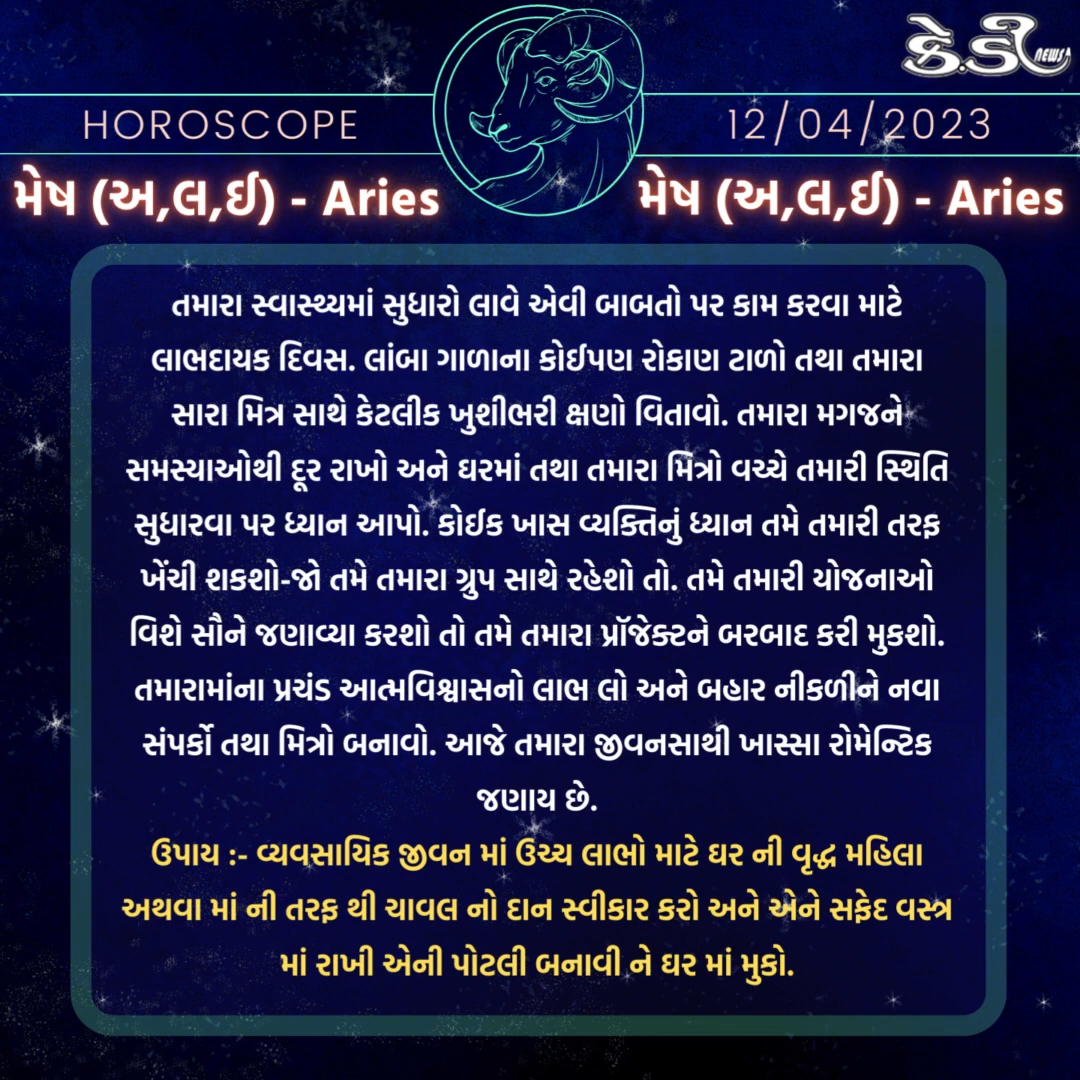 કે.ડી NEWS
HOROSCOPE
12/04/2023
મેષ (અ,લ,ઈ) - Aries
મેષ (અ,લ,ઈ) - Aries
તમારા સ્વાસ્થ્યમાં સુધારો લાવે એવી બાબતો પર કામ કરવા માટે
લાભદાયક દિવસ. લાંબા ગાળાના કોઈપણ રોકાણ ટાળો તથા તમારા
સારા મિત્ર સાથે કેટલીક ખુશીભરી ક્ષણો વિતાવો. તમારા મગજને
સમસ્યાઓથી દૂર રાખો અને ઘરમાં તથા તમારા મિત્રો વચ્ચે તમારી સ્થિતિ
સુધારવા પર ધ્યાન આપો. કોઈક ખાસ વ્યક્તિનું ધ્યાન તમે તમારી તરફ
ખેંચી શકશો-જો તમે તમારા ગ્રુપ સાથે રહેશો તો. તમે તમારી યોજનાઓ
વિશે સૌને જણાવ્યા કરશો તો તમે તમારા પ્રૉજેક્ટને બરબાદ કરી મુકશો.
તમારામાંના પ્રચંડ આત્મવિશ્વાસનો લાભ લો અને બહાર નીકળીને નવા
સંપર્કો તથા મિત્રો બનાવો. આજે તમારા જીવનસાથી ખાસ્સા રોમેન્ટિક
જણાય છે.
ઉપાય :- વ્યવસાયિક જીવન માં ઉચ્ચ લાભો માટે ઘર ની વૃદ્ધ મહિલા
અથવા માં ની તરફ થી ચાવલ નો દાન સ્વીકાર કરો અને એને સફેદ વસ્ત્ર
માં રાખી એની પોટલી બનાવી ને ઘર માં મુકો.